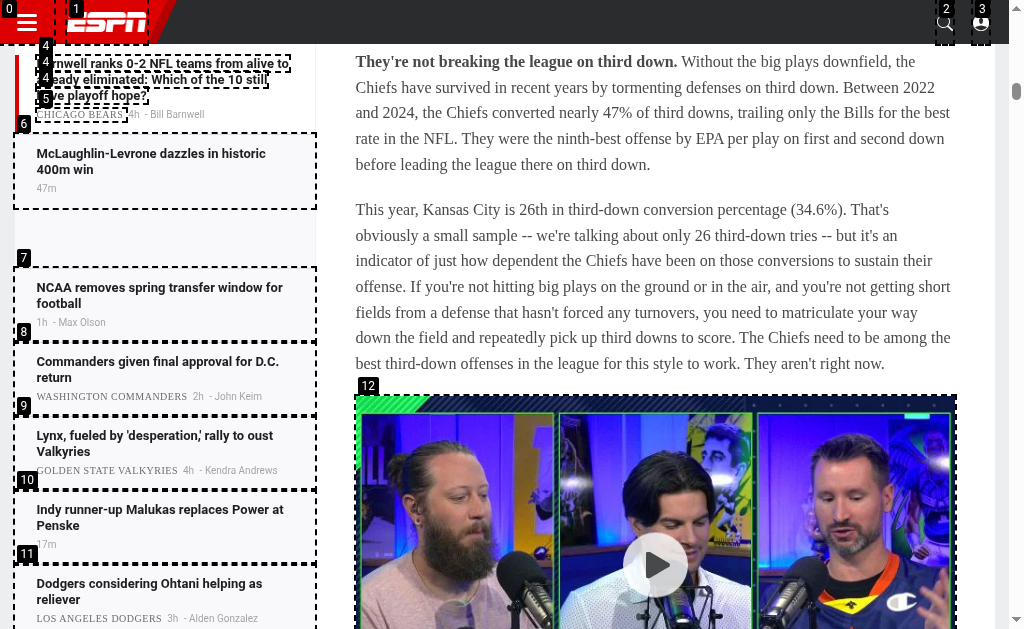 0
1
ESPN
2
3
4
4
4
5
rnwell ranks 0-2 NFL teams from alive to
eady eliminated: Which of the 10 still
ve playoff hope?
CHICAGO BEARS 4h - Bill Barnwell
6
McLaughlin-Levrone dazzles in historic
400m win
47m
7
NCAA removes spring transfer window for
football
1h - Max Olson
8
Commanders given final approval for D.C.
return
WASHINGTON COMMANDERS 2h - John Keim
9
Lynx, fueled by 'desperation,' rally to oust
Valkyries
GOLDEN STATE VALKYRIES 4h - Kendra Andrews
10
Indy runner-up Malukas replaces Power at
Penske
17m
11
Dodgers considering Ohtani helping as
reliever
LOS ANGELES DODGERS 3h - Alden Gonzalez
They're not breaking the league on third down. Without the big plays downfield, the
Chiefs have survived in recent years by tormenting defenses on third down. Between 2022
and 2024, the Chiefs converted nearly 47% of third downs, trailing only the Bills for the best
rate in the NFL. They were the ninth-best offense by EPA per play on first and second down
before leading the league there on third down.
This year, Kansas City is 26th in third-down conversion percentage (34.6%). That's
obviously a small sample -- we're talking about only 26 third-down tries -- but it's an
indicator of just how dependent the Chiefs have been on those conversions to sustain their
offense. If you're not hitting big plays on the ground or in the air, and you're not getting short
fields from a defense that hasn't forced any turnovers, you need to matriculate your way
down the field and repeatedly pick up third downs to score. The Chiefs need to be among the
best third-down offenses in the league for this style to work. They aren't right now.
12